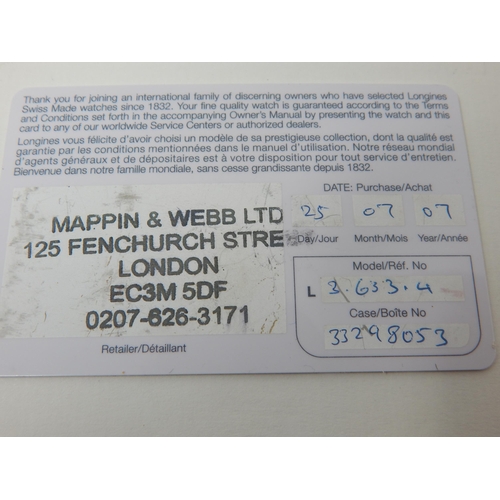 Thank you for joining an international family of discerning owners who have selected Longines
Swiss Made watches since 1832. Your fine quality watch is guaranteed according to the Terms
and Conditions set forth in the accompanying Owner's Manual by presenting the watch and this
card to any of our worldwide Service Centers or authorized dealers.
Longines vous félicite d'avoir choisi un modèle de sa prestigieuse collection, dont la qualité est
garantie par les conditions mentionnées dans le manuel d'utilisation. Notre réseau mondial
d'agents généraux et de dépositaires est à votre disposition pour tout service d'entretien.
Bienvenue dans notre famille mondiale, sans cesse grandissante depuis 1832.
DATE: Purchase/Achat
25 07 07
Day/Jour Month/Mois Year/Année
MAPPIN & WEBB LTD
125 FENCHURCH STRE
LONDON
EC3M 5DF
0207-626-3171
Retailer/Détaillant
Model/Réf. No
L 3.633.4
Case/Boîte No
33298053